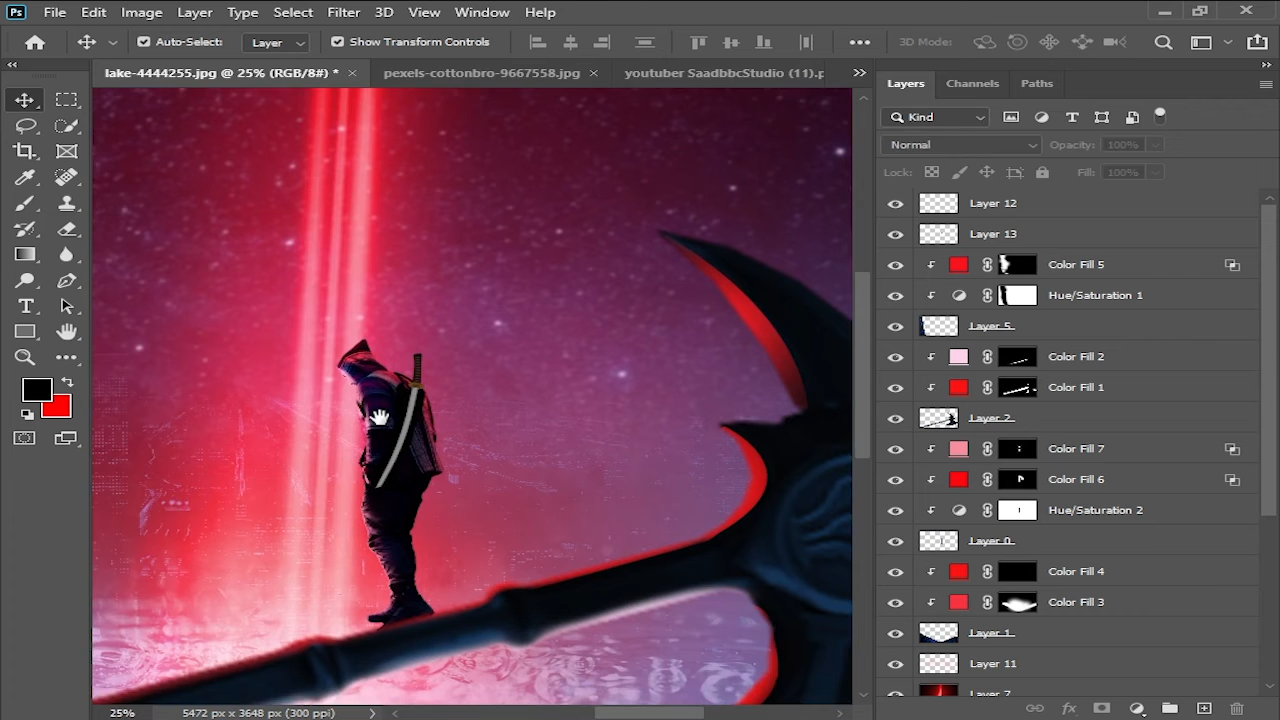 Ps File Edit Image Layer Type Select Filter 3D View Window Help
Auto-Select: Layer Show Transform Controls 3D Mode:
lake-4444255.jpg @ 25% (RGB/8#) * pexels-cottonbro-9667558.jpg youtuber SaadbbcStudio (11).p
Layers Channels Paths
Kind
Normal Opacity: 100%
Lock: Fill: 100%
Layer 12
Layer 13
Color Fill 5
Hue/Saturation 1
Layer 5
Color Fill 2
Color Fill 1
Layer 2
Color Fill 7
Color Fill 6
Hue/Saturation 2
Layer 0
Color Fill 4
Color Fill 3
Layer 1
Layer 11
Layer 7
25% 5472 px x 3648 px (300 ppi)